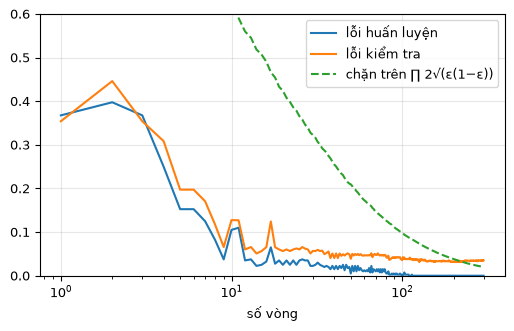 0.6
0.5
0.4
0.3
0.2
0.1
0.0
10⁰
10¹
10²
số vòng
lỗi huấn luyện
lỗi kiểm tra
chặn trên ∏ 2√(ε(1−ε))